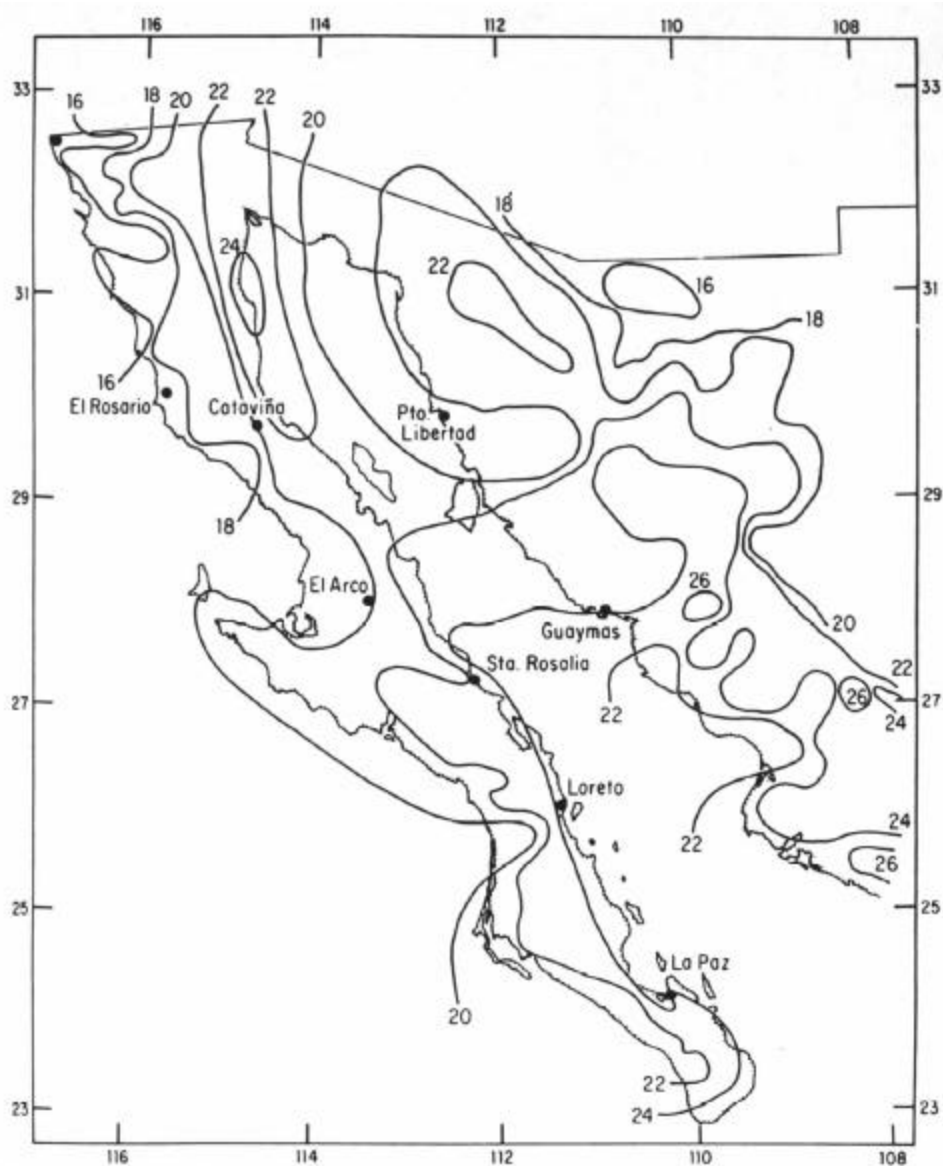 116 114 112 110 108
33 33
16 18 20 22 22 20
18
24
22
16
31 31
18
16
El Rosario
Cataviña
Pto.
Libertad
29 29
18
El Arco
26
Guaymas
20
Sta. Rosalia
22
22
27 27
26
24
Loreto
22
24
26
25 25
La Paz
20
22
24
23 23
116 114 112 110 108